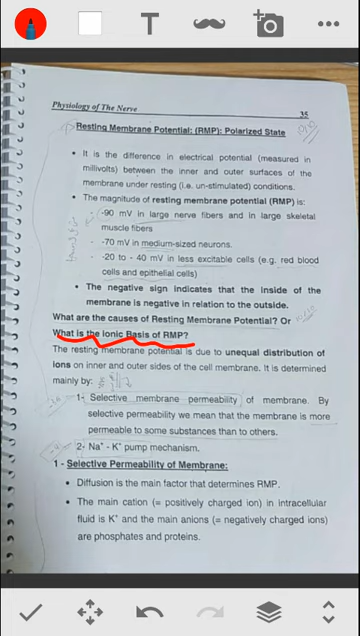 T
Physiology of The Nerve 35
Resting Membrane Potential: (RMP): Polarized State
• It is the difference in electrical potential (measured in
millivolts) between the inner and outer surfaces of the
membrane under resting (i.e. un-stimulated) conditions.
• The magnitude of resting membrane potential (RMP) is:
- -90 mV in large nerve fibers and in large skeletal
muscle fibers
- -70 mV in medium-sized neurons.
- -20 to - 40 mV in less excitable cells (e.g. red blood
cells and epithelial cells)
• The negative sign indicates that the inside of the
membrane is negative in relation to the outside.
What are the causes of Resting Membrane Potential? Or
What is the Ionic Basis of RMP?
The resting membrane potential is due to unequal distribution of
ions on inner and outer sides of the cell membrane. It is determined
mainly by:
1- Selective membrane permeability of membrane. By
selective permeability we mean that the membrane is more
permeable to some substances than to others.
2- Na⁺ - K⁺ pump mechanism.
1 - Selective Permeability of Membrane:
• Diffusion is the main factor that determines RMP.
• The main cation (= positively charged ion) in intracellular
fluid is K⁺ and the main anions (= negatively charged ions)
are phosphates and proteins.